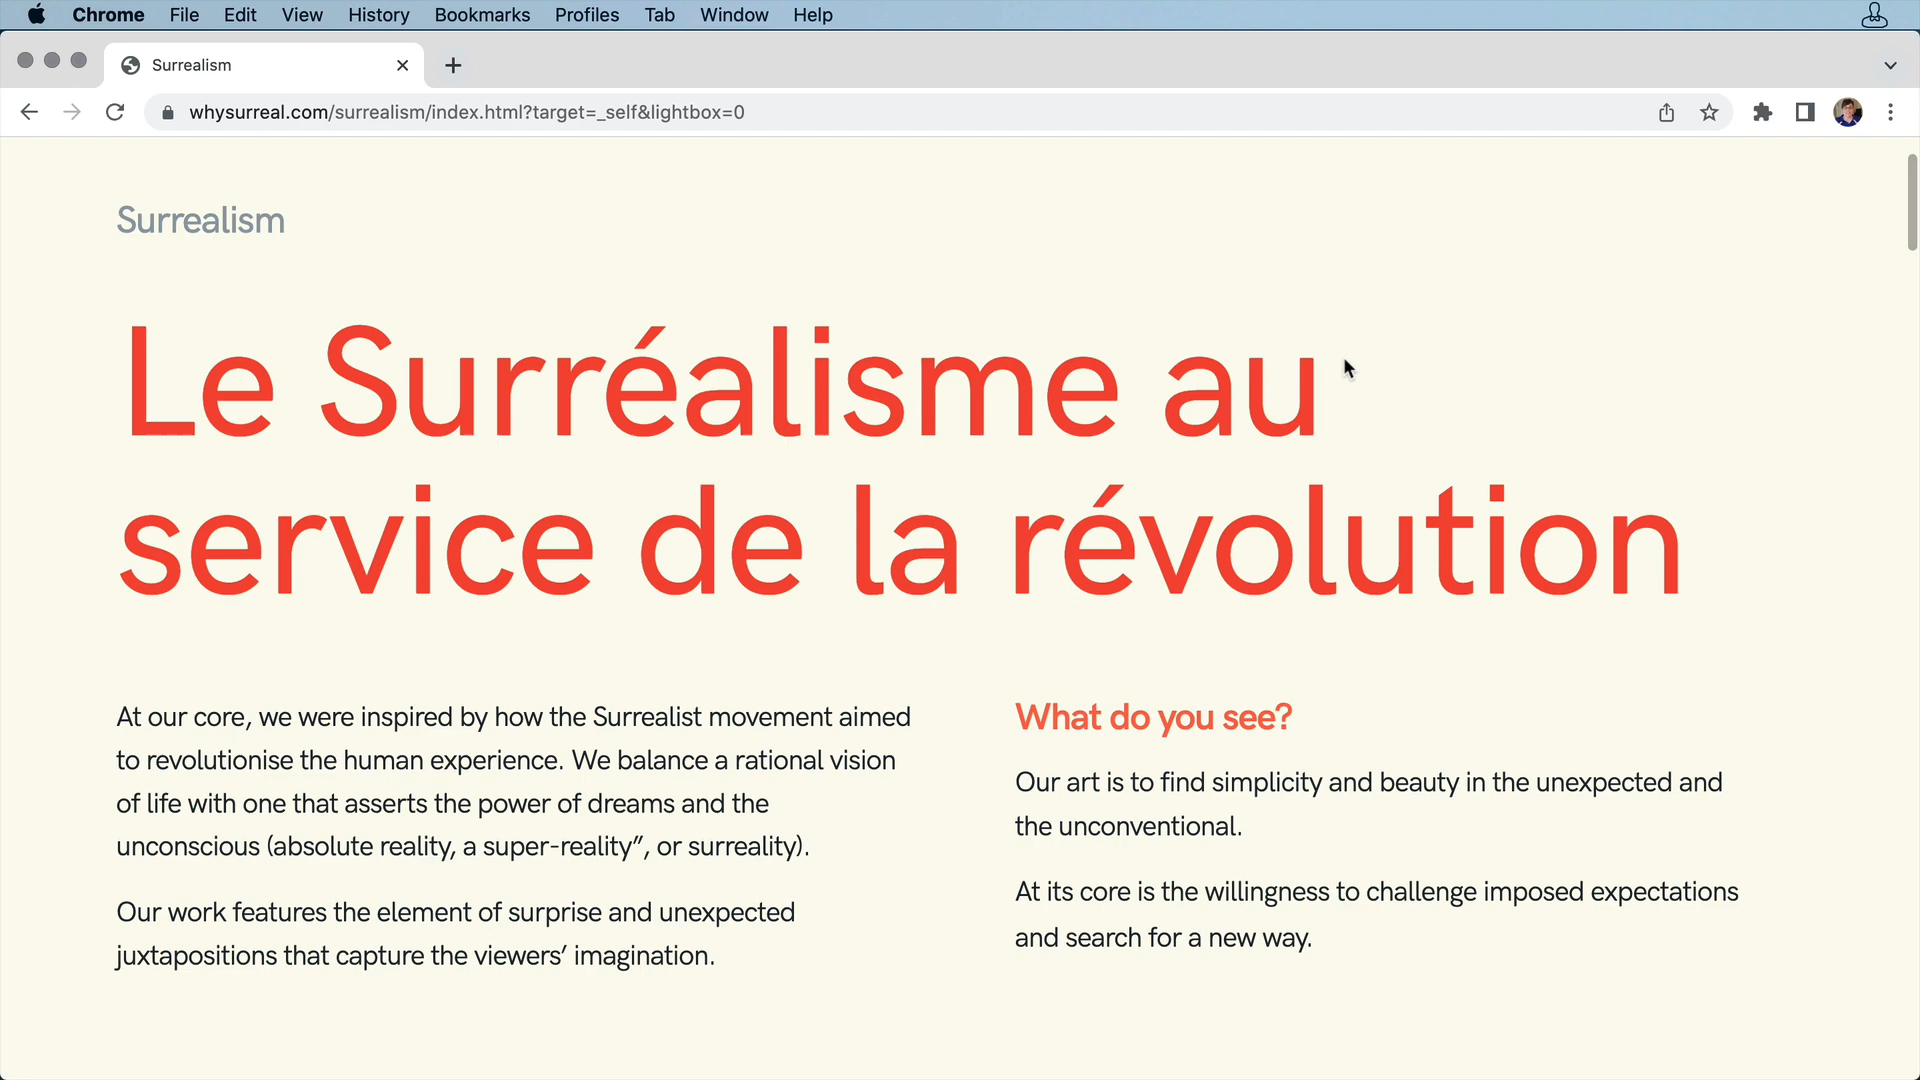 Chrome File Edit View History Bookmarks Profiles Tab Window Help
Surrealism
whysurreal.com/surrealism/index.html?target=_self&lightbox=0
Surrealism
Le Surréalisme au
service de la révolution
At our core, we were inspired by how the Surrealist movement aimed
to revolutionise the human experience. We balance a rational vision
of life with one that asserts the power of dreams and the
unconscious (absolute reality, a super-reality”, or surreality).
Our work features the element of surprise and unexpected
juxtapositions that capture the viewers’ imagination.
What do you see?
Our art is to find simplicity and beauty in the unexpected and
the unconventional.
At its core is the willingness to challenge imposed expectations
and search for a new way.